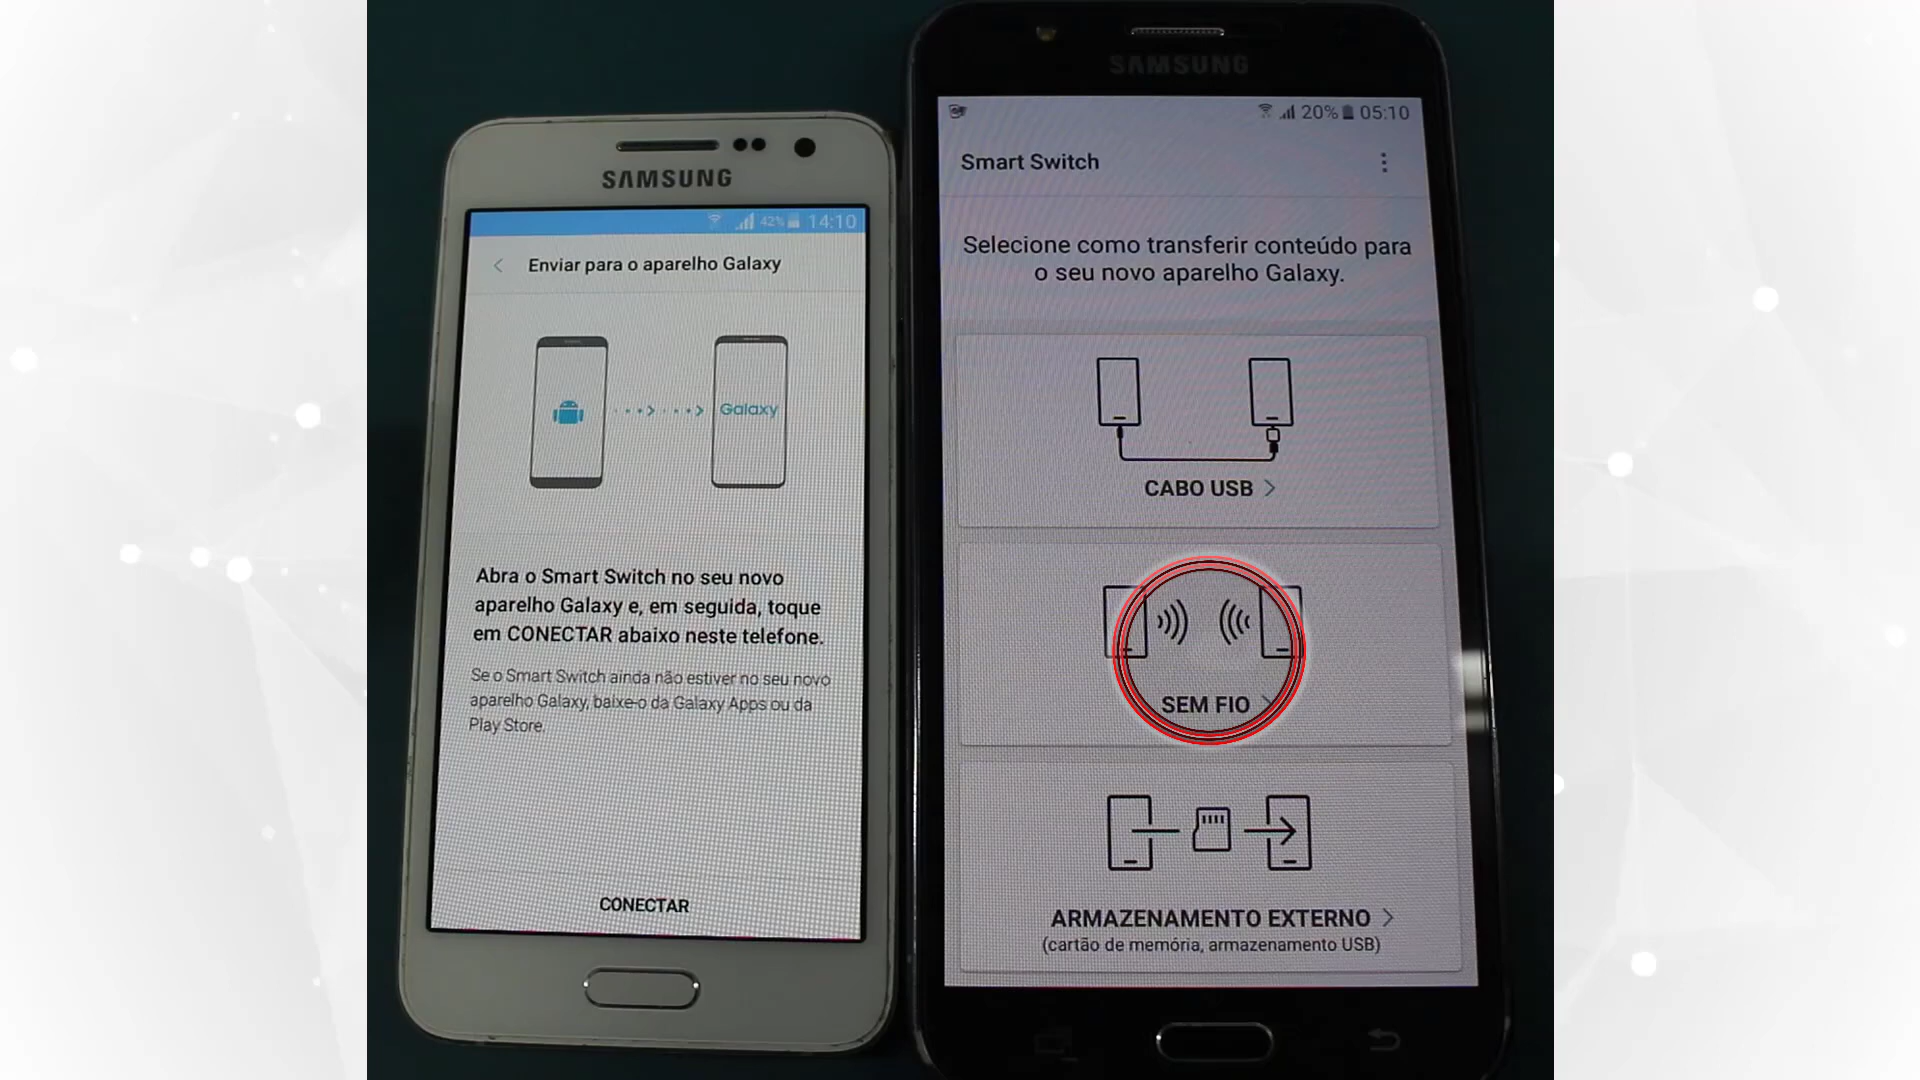 SAMSUNG
42% 14:10
Enviar para o aparelho Galaxy
Galaxy
Abra o Smart Switch no seu novo
aparelho Galaxy e, em seguida, toque
em CONECTAR abaixo neste telefone.
Se o Smart Switch ainda não estiver no seu novo
aparelho Galaxy, baixe-o da Galaxy Apps ou da
Play Store.
CONECTAR
SAMSUNG
20% 05:10
Smart Switch
Selecione como transferir conteúdo para
o seu novo aparelho Galaxy.
CABO USB
SEM FIO
ARMAZENAMENTO EXTERNO
(cartão de memória, armazenamento USB)